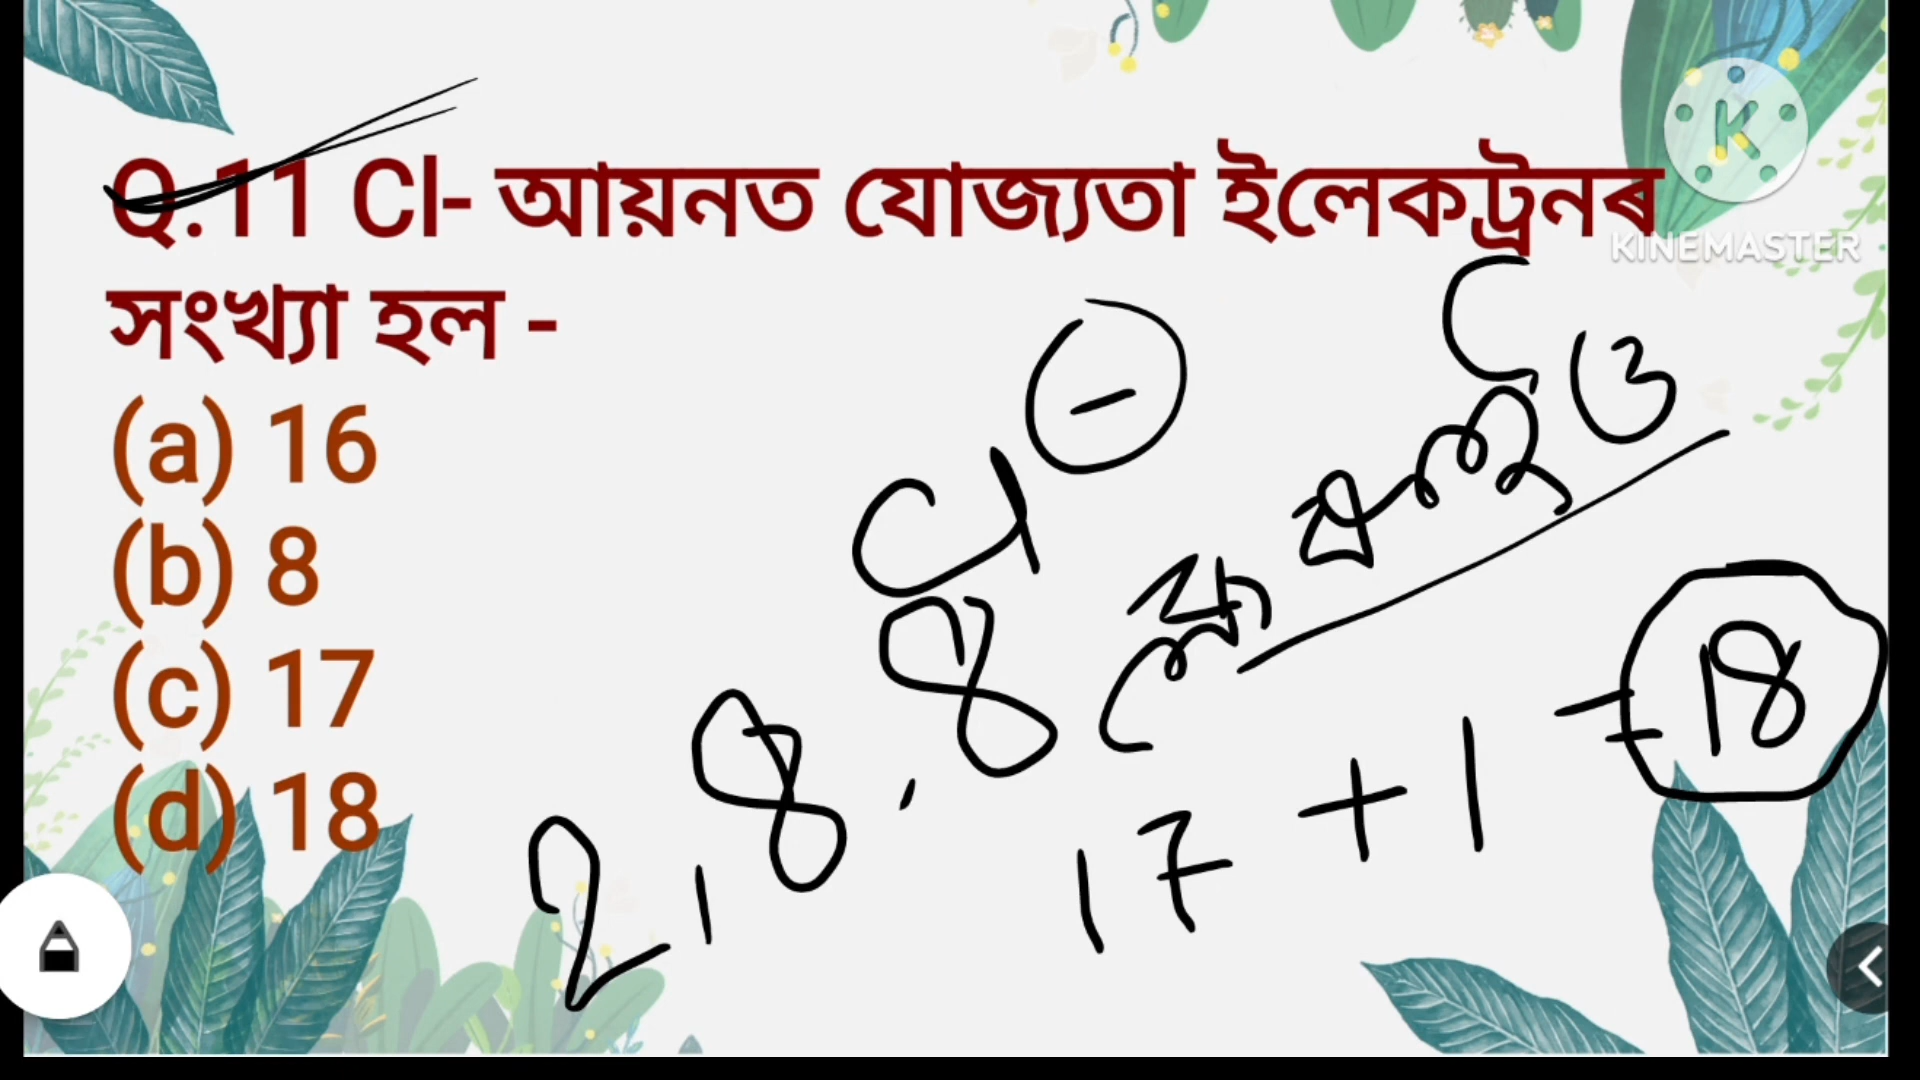 Q.11 Cl- আয়নত যোজ্যতা ইলেকট্রনৰ
সংখ্যা হল -
(a) 16
(b) 8
(c) 17
(d) 18
K
KINEMASTER
Cl⁻
2,8,8
17+1=18